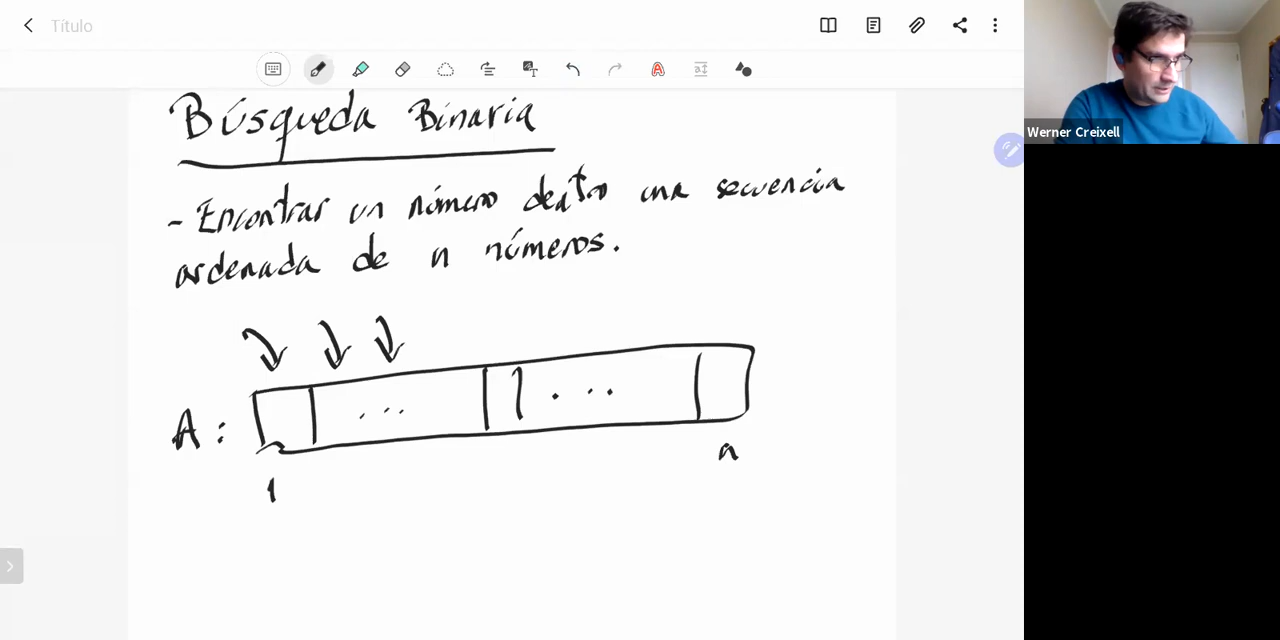 Título
Búsqueda Binaria
- Encontrar un número dentro una secuencia
ordenada de n números.
A: ... ...
1 n
Werner Creixell